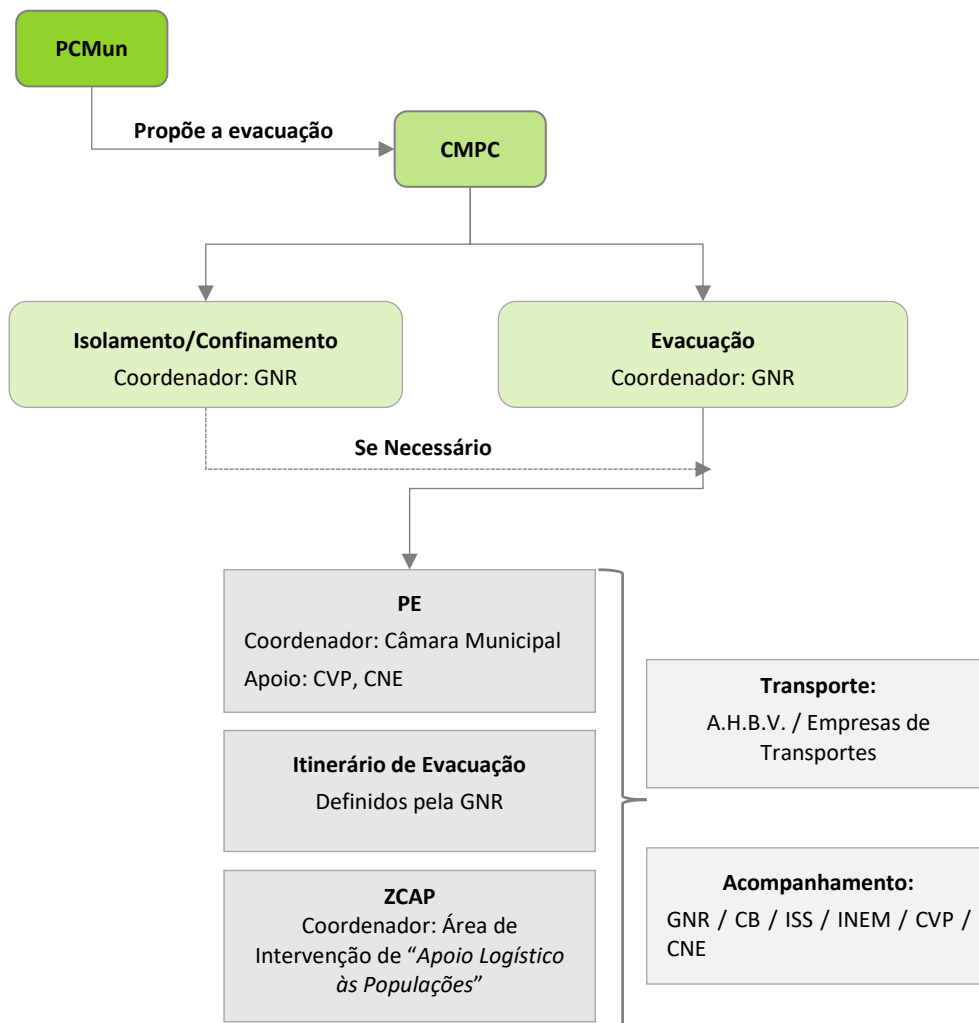 PCMun
Propõe a evacuação
CMPC
Isolamento/Confinamento
Coordenador: GNR
Evacuação
Coordenador: GNR
Se Necessário
PE
Coordenador: Câmara Municipal
Apoio: CVP, CNE
Itinerário de Evacuação
Definidos pela GNR
ZCAP
Coordenador: Área de
Intervenção de “Apoio Logístico
às Populações”
Transporte:
A.H.B.V. / Empresas de
Transportes
Acompanhamento:
GNR / CB / ISS / INEM / CVP /
CNE